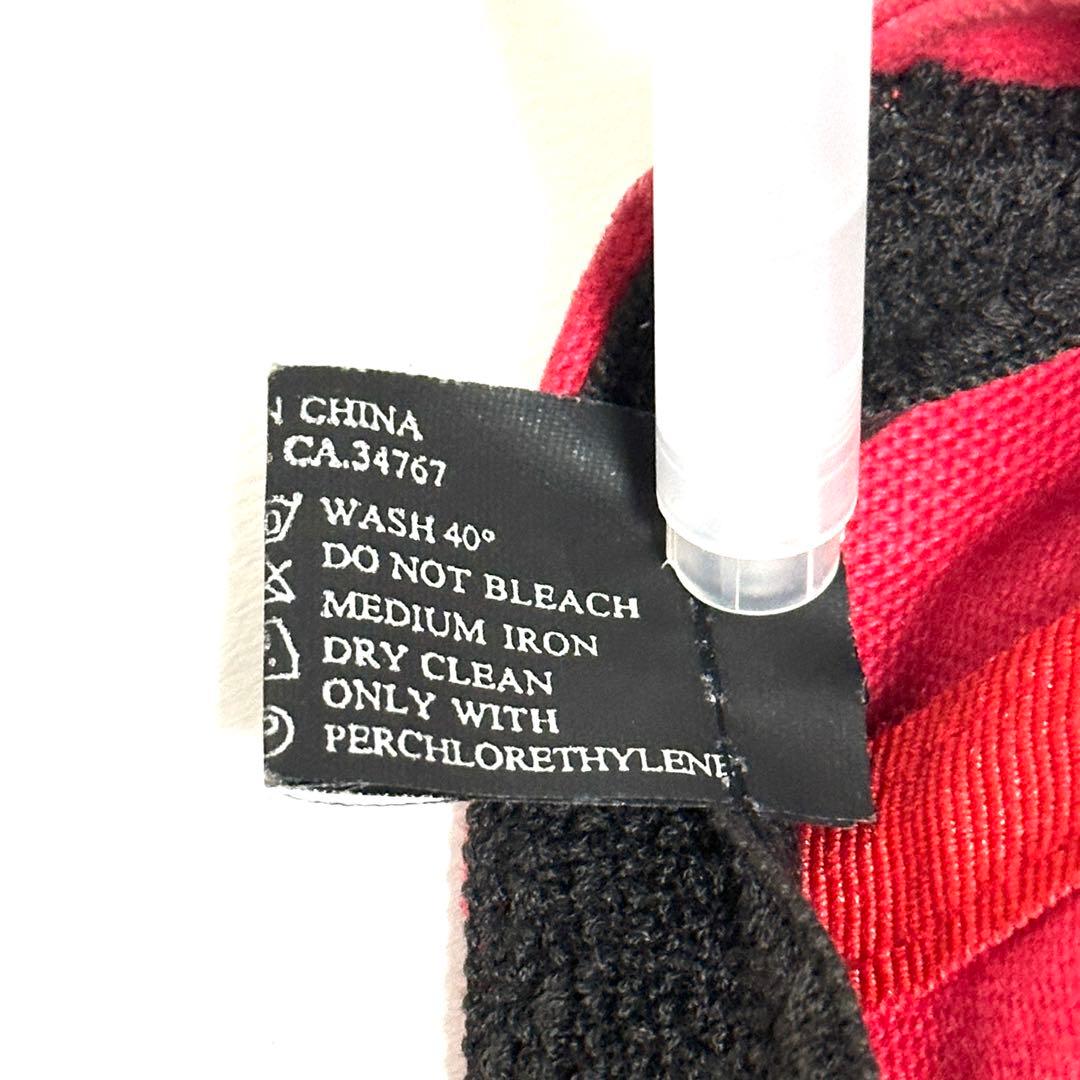 CHINA
CA.34767
WASH 40°
DO NOT BLEACH
MEDIUM IRON
DRY CLEAN
ONLY WITH
PERCHLORETHYLENE